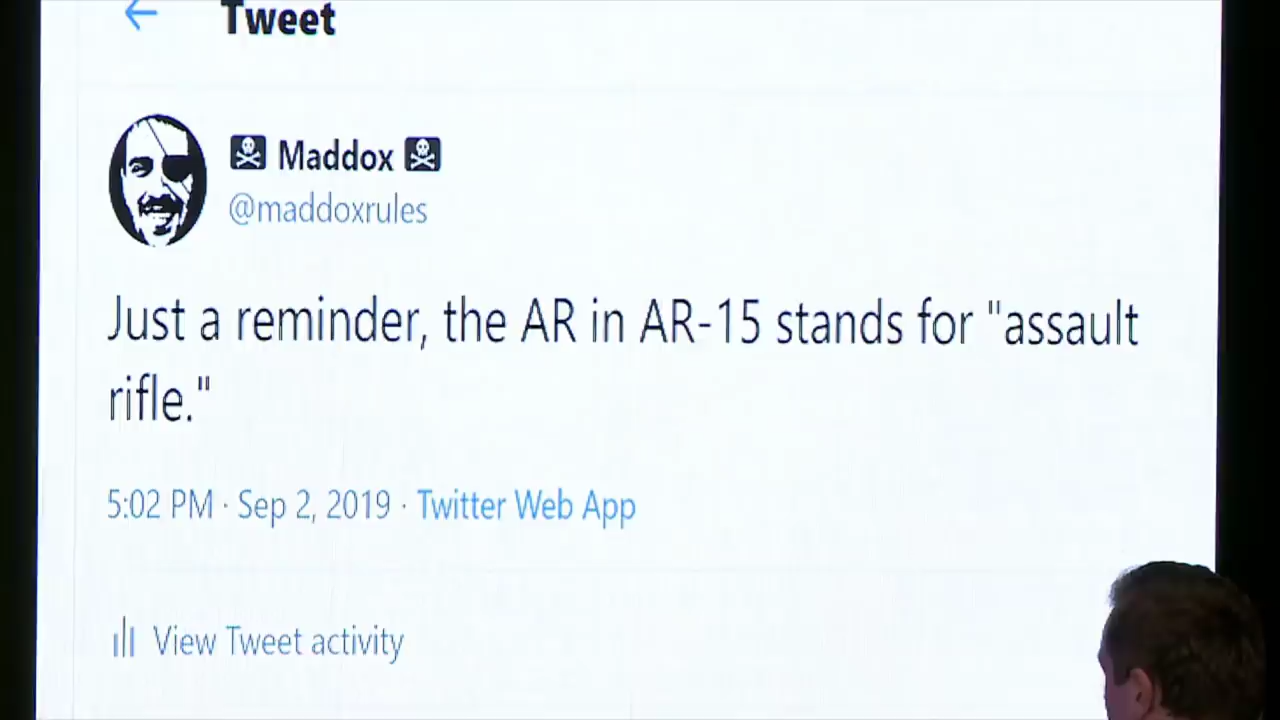 Tweet
Maddox
@maddoxrules
Just a reminder, the AR in AR-15 stands for "assault
rifle."
5:02 PM · Sep 2, 2019 · Twitter Web App
View Tweet activity